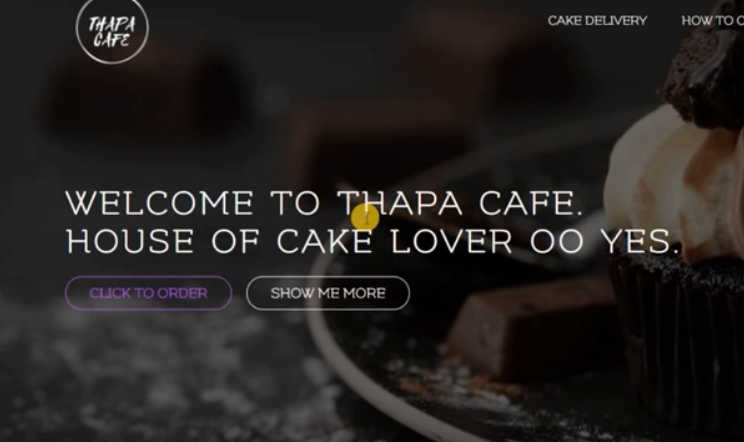 THAPA
CAFE
CAKE DELIVERY
HOW TO
WELCOME TO THAPA CAFE.
HOUSE OF CAKE LOVER OO YES.
CLICK TO ORDER
SHOW ME MORE